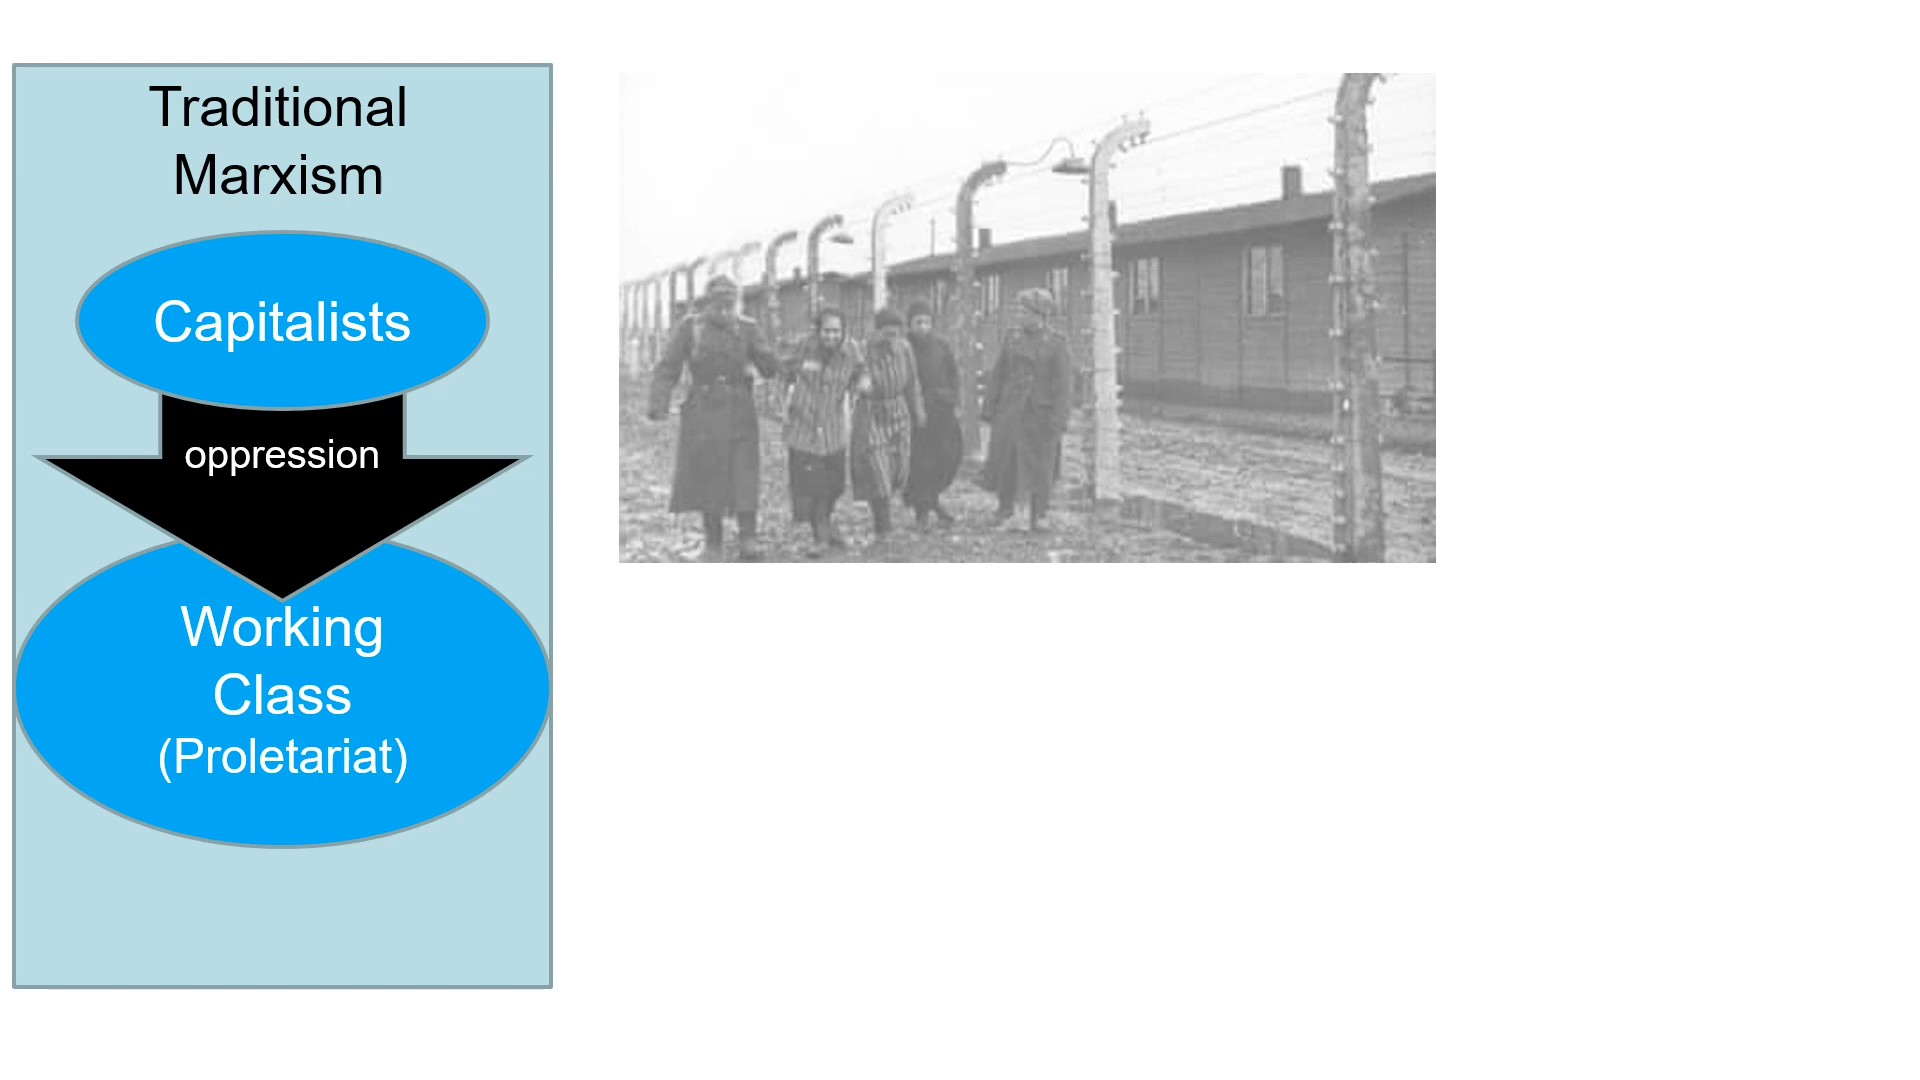 Traditional
Marxism
Capitalists
oppression
Working
Class
(Proletariat)